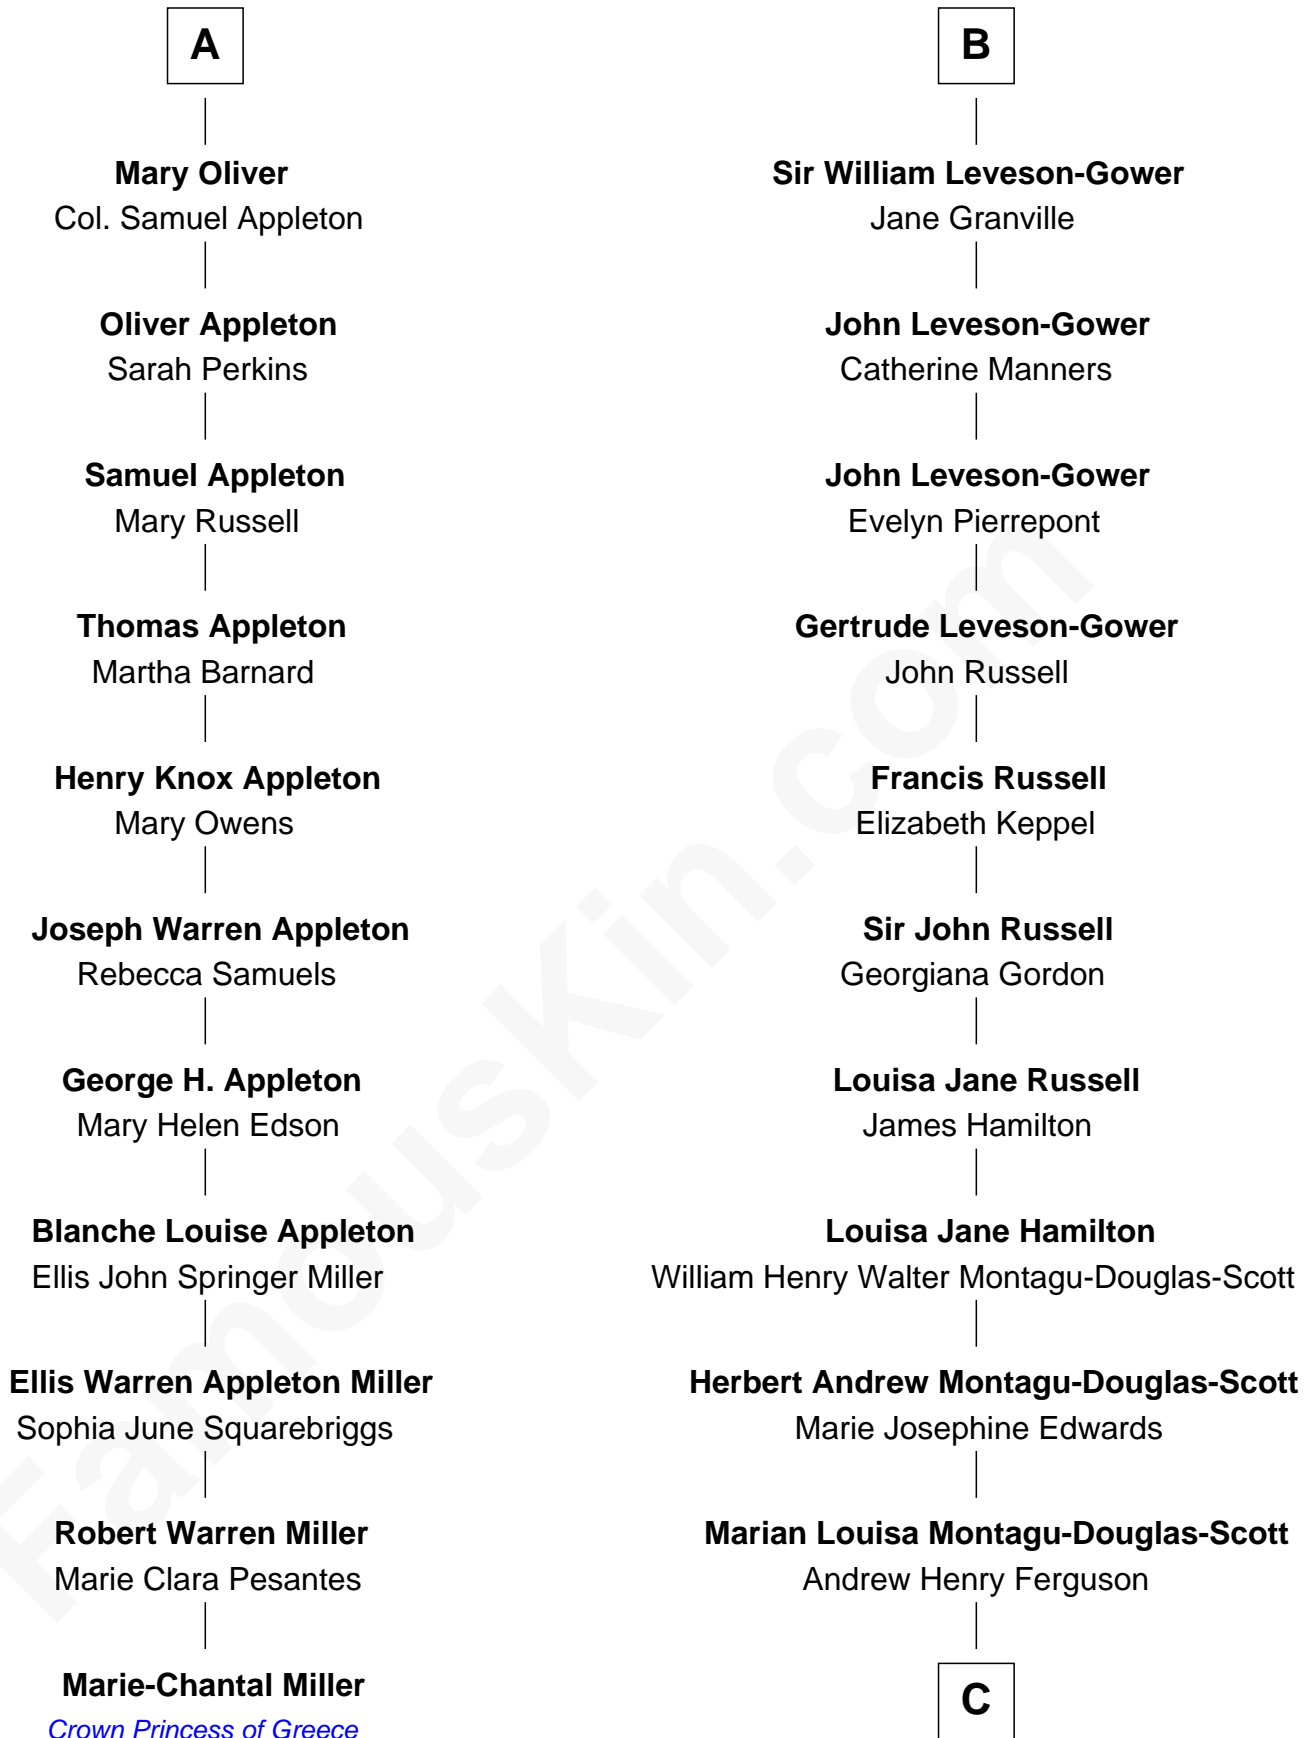 A
Mary Oliver
Col. Samuel Appleton
Oliver Appleton
Sarah Perkins
Samuel Appleton
Mary Russell
Thomas Appleton
Martha Barnard
Henry Knox Appleton
Mary Owens
Joseph Warren Appleton
Rebecca Samuels
George H. Appleton
Mary Helen Edson
Blanche Louise Appleton
Ellis John Springer Miller
Ellis Warren Appleton Miller
Sophia June Squarebriggs
Robert Warren Miller
Marie Clara Pesantes
Marie-Chantal Miller
Crown Princess of Greece
B
Sir William Leveson-Gower
Jane Granville
John Leveson-Gower
Catherine Manners
John Leveson-Gower
Evelyn Pierrepont
Gertrude Leveson-Gower
John Russell
Francis Russell
Elizabeth Keppel
Sir John Russell
Georgiana Gordon
Louisa Jane Russell
James Hamilton
Louisa Jane Hamilton
William Henry Walter Montagu-Douglas-Scott
Herbert Andrew Montagu-Douglas-Scott
Marie Josephine Edwards
Marian Louisa Montagu-Douglas-Scott
Andrew Henry Ferguson
C
FamousKin.com